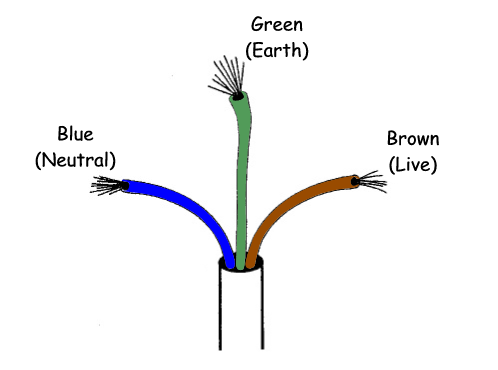 Green
(Earth)
Blue
(Neutral)
Brown
(Live)